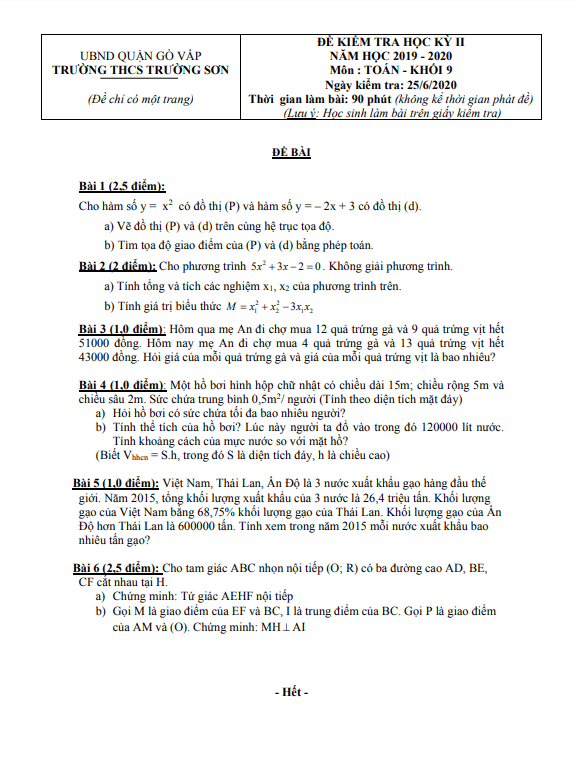 UBND QUẬN GÒ VẤP
TRƯỜNG THCS TRƯỜNG SƠN
(Đề chỉ có một trang)
ĐỀ KIỂM TRA HỌC KỲ II
NĂM HỌC 2019 - 2020
Môn : TOÁN - KHỐI 9
Ngày kiểm tra: 25/6/2020
Thời gian làm bài: 90 phút (không kể thời gian phát đề)
(Lưu ý: Học sinh làm bài trên giấy kiểm tra)
ĐỀ BÀI
Bài 1 (2,5 điểm):
Cho hàm số y = x² có đồ thị (P) và hàm số y = – 2x + 3 có đồ thị (d).
a) Vẽ đồ thị (P) và (d) trên cùng hệ trục tọa độ.
b) Tìm tọa độ giao điểm của (P) và (d) bằng phép toán.
Bài 2 (2 điểm): Cho phương trình 5x² + 3x – 2 = 0. Không giải phương trình.
a) Tính tổng và tích các nghiệm x₁, x₂ của phương trình trên.
b) Tính giá trị biểu thức M = x₁² + x₂² – 3x₁x₂
Bài 3 (1,0 điểm): Hôm qua mẹ An đi chợ mua 12 quả trứng gà và 9 quả trứng vịt hết
51000 đồng. Hôm nay mẹ An đi chợ mua 4 quả trứng gà và 13 quả trứng vịt hết
43000 đồng. Hỏi giá của mỗi quả trứng gà và giá của mỗi quả trứng vịt là bao nhiêu?
Bài 4 (1,0 điểm): Một hồ bơi hình hộp chữ nhật có chiều dài 15m; chiều rộng 5m và
chiều sâu 2m. Sức chứa trung bình 0,5m²/ người (Tính theo diện tích mặt đáy)
a) Hỏi hồ bơi có sức chứa tối đa bao nhiêu người?
b) Tính thể tích của hồ bơi? Lúc này người ta đổ vào trong đó 120000 lít nước.
Tính khoảng cách của mực nước so với mặt hồ?
(Biết Vhhcn = S.h, trong đó S là diện tích đáy, h là chiều cao)
Bài 5 (1,0 điểm): Việt Nam, Thái Lan, Ấn Độ là 3 nước xuất khẩu gạo hàng đầu thế
giới. Năm 2015, tổng khối lượng xuất khẩu của 3 nước là 26,4 triệu tấn. Khối lượng
gạo của Việt Nam bằng 68,75% khối lượng gạo của Thái Lan. Khối lượng gạo của Ấn
Độ hơn Thái Lan là 600000 tấn. Tính xem trong năm 2015 mỗi nước xuất khẩu bao
nhiêu tấn gạo?
Bài 6 (2,5 điểm): Cho tam giác ABC nhọn nội tiếp (O; R) có ba đường cao AD, BE,
CF cắt nhau tại H.
a) Chứng minh: Tứ giác AEHF nội tiếp
b) Gọi M là giao điểm của EF và BC, I là trung điểm của BC. Gọi P là giao điểm
của AM và (O). Chứng minh: MH ⊥ AI
- Hết -